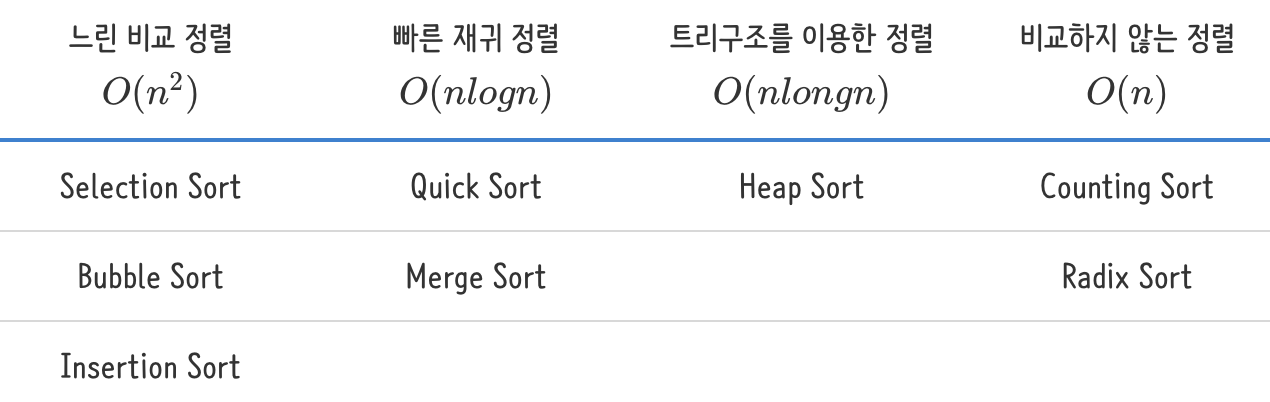 느린 비교 정렬 빠른 재귀 정렬 트리구조를 이용한 정렬 비교하지 않는 정렬
O(n²) O(nlogn) O(nlongn) O(n)
Selection Sort Quick Sort Heap Sort Counting Sort
Bubble Sort Merge Sort Radix Sort
Insertion Sort